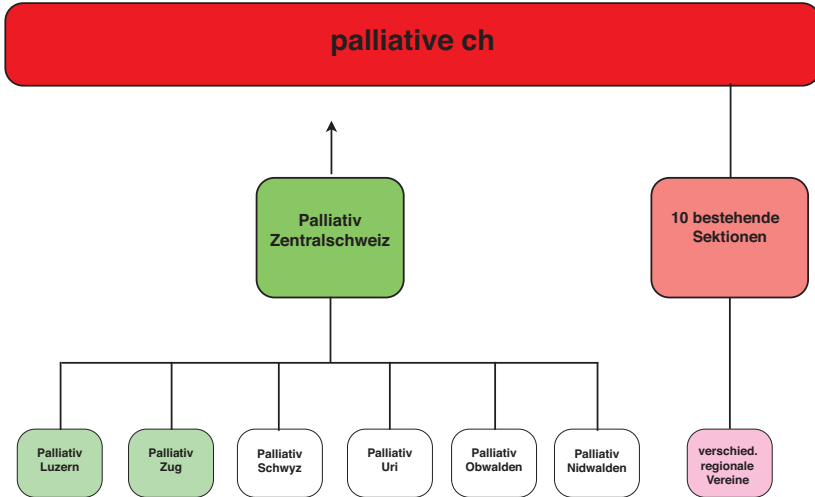 palliative ch
Palliativ
Zentralschweiz
10 bestehende
Sektionen
Palliativ
Luzern
Palliativ
Zug
Palliativ
Schwyz
Palliativ
Uri
Palliativ
Obwalden
Palliativ
Nidwalden
verschied.
regionale
Vereine